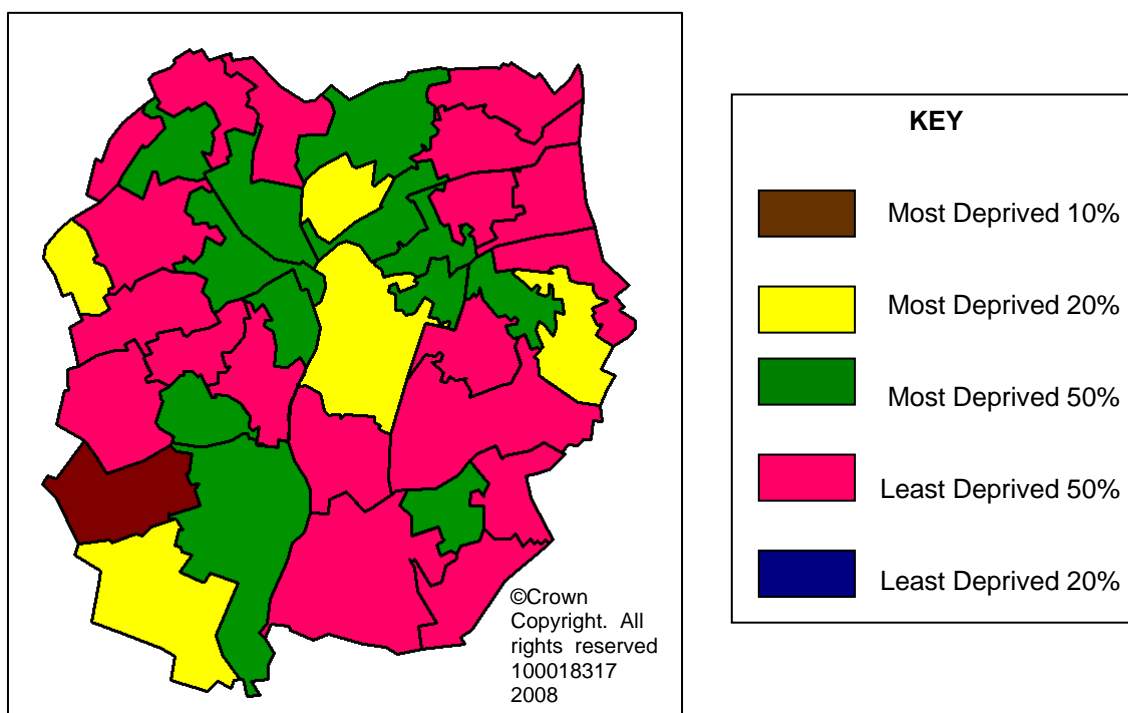 KEY
Most Deprived 10%
Most Deprived 20%
Most Deprived 50%
Least Deprived 50%
Least Deprived 20%
©Crown
Copyright. All
rights reserved
100018317
2008